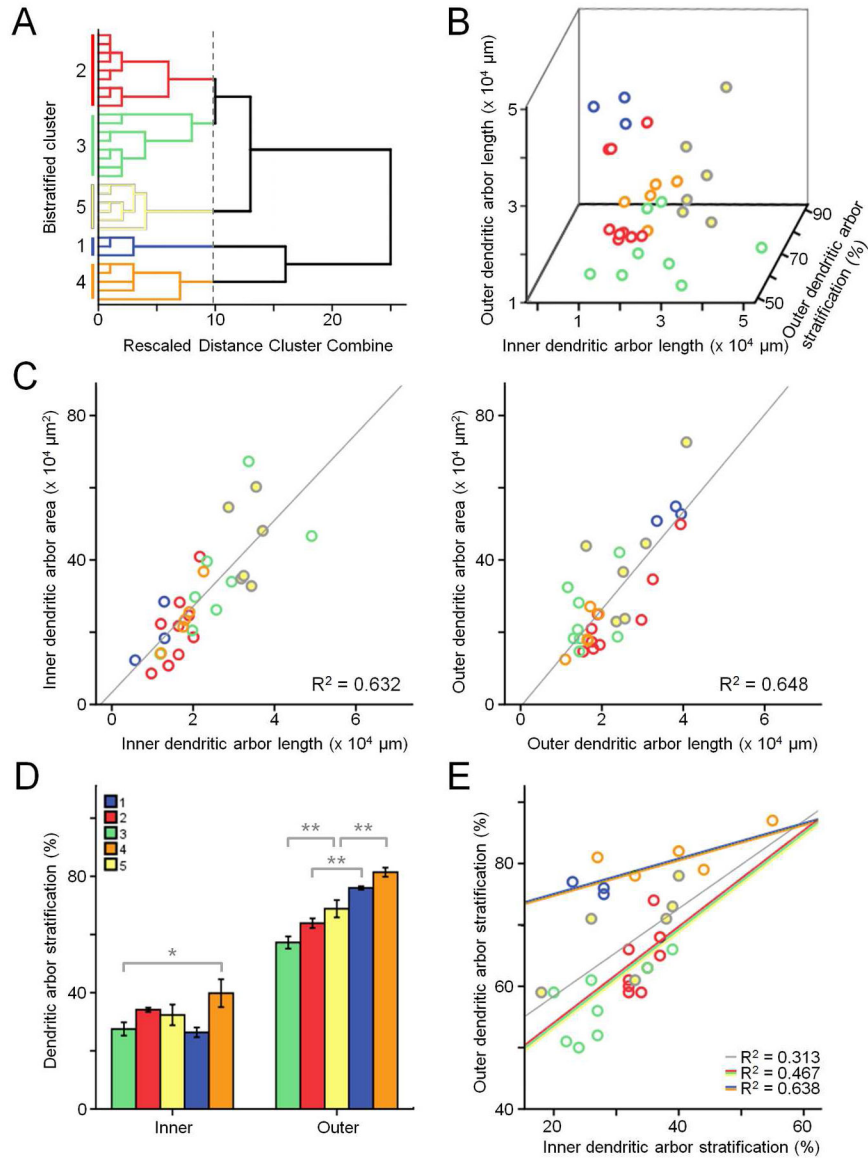 A
Bistratified cluster
2
3
5
1
4
0
10
20
Rescaled Distance Cluster Combine
B
Outer dendritic arbor length
(x 10⁴ µm)
5
3
1
1
3
5
Inner dendritic arbor length (x 10⁴ µm)
90
70
50
Outer dendritic arbor
stratification (%)
C
Inner dendritic arbor area (x 10⁴ µm²)
80
40
0
R² = 0.632
0
2
4
6
Inner dendritic arbor length (x 10⁴ µm)
Outer dendritic arbor area (x 10⁴ µm²)
80
40
0
R² = 0.648
0
2
4
6
Outer dendritic arbor length (x 10⁴ µm)
D
Dendritic arbor stratification (%)
80
40
0
1
2
3
4
5
*
**
**
**
Inner
Outer
E
Outer dendritic arbor stratification (%)
80
60
40
R² = 0.313
R² = 0.467
R² = 0.638
20
40
60
Inner dendritic arbor stratification (%)